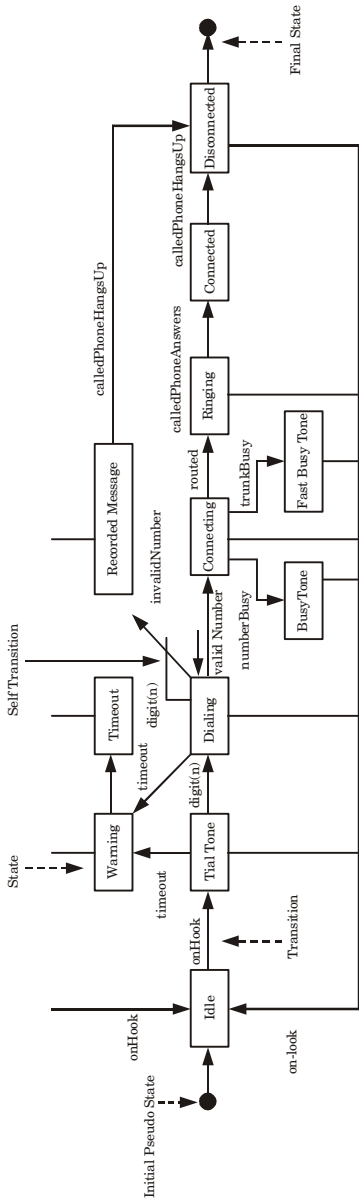 Initial Pseudo State
Idle
onHook
on-look
onHook
Transition
State
Warning
timeout
Tial Tone
Timeout
timeout
digit(n)
Dialing
Self Transition
digit(n)
invalidNumber
valid Number
Recorded Message
Connecting
numberBusy
BusyTone
trunkBusy
Fast Busy Tone
routed
Ringing
calledPhoneHangsUp
calledPhoneAnswers
Connected
calledPhoneHangsUp
Disconnected
Final State